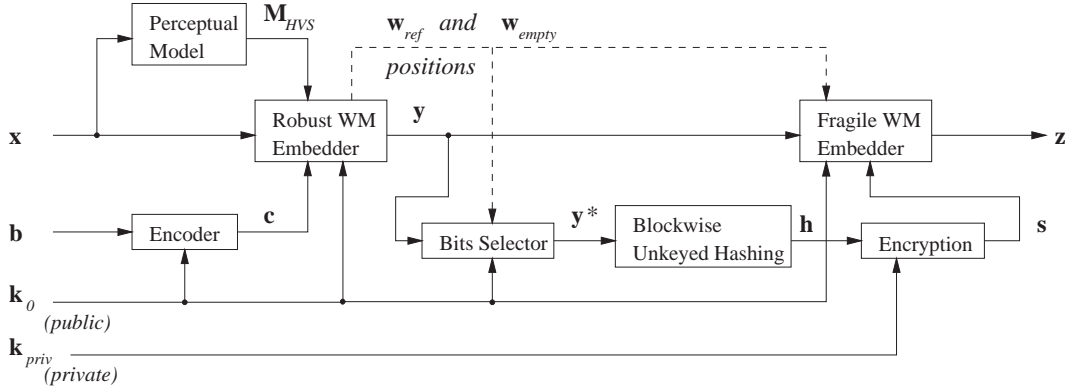 Perceptual
Model
M_HVS
w_ref and w_empty
positions
x
Robust WM
Embedder
y
Fragile WM
Embedder
z
b
Encoder
c
Bits Selector
y*
Blockwise
Unkeyed Hashing
h
Encryption
s
k_0
(public)
k_priv
(private)